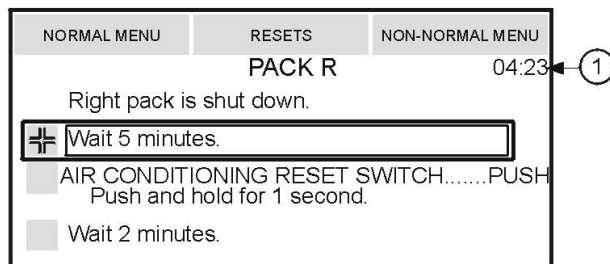 NORMAL MENU RESETS NON-NORMAL MENU
PACK R 04:23 1
Right pack is shut down.
Wait 5 minutes.
AIR CONDITIONING RESET SWITCH.......PUSH
Push and hold for 1 second.
Wait 2 minutes.